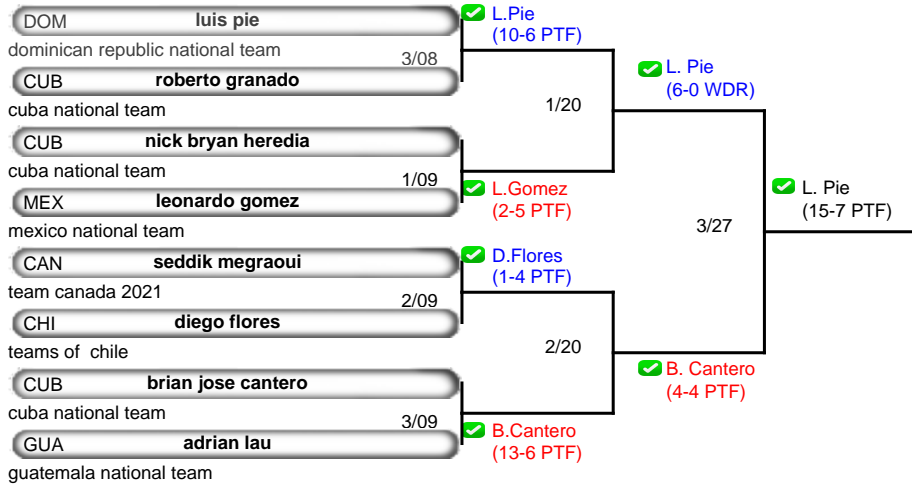 DOM luis pie
dominican republic national team
3/08
CUB roberto granado
cuba national team
L.Pie
(10-6 PTF)
CUB nick bryan heredia
cuba national team
1/09
MEX leonardo gomez
mexico national team
L.Gomez
(2-5 PTF)
1/20
L. Pie
(6-0 WDR)
CAN seddik megraoui
team canada 2021
2/09
CHI diego flores
teams of  chile
D.Flores
(1-4 PTF)
CUB brian jose cantero
cuba national team
3/09
GUA adrian lau
guatemala national team
B.Cantero
(13-6 PTF)
2/20
B. Cantero
(4-4 PTF)
3/27
L. Pie
(15-7 PTF)